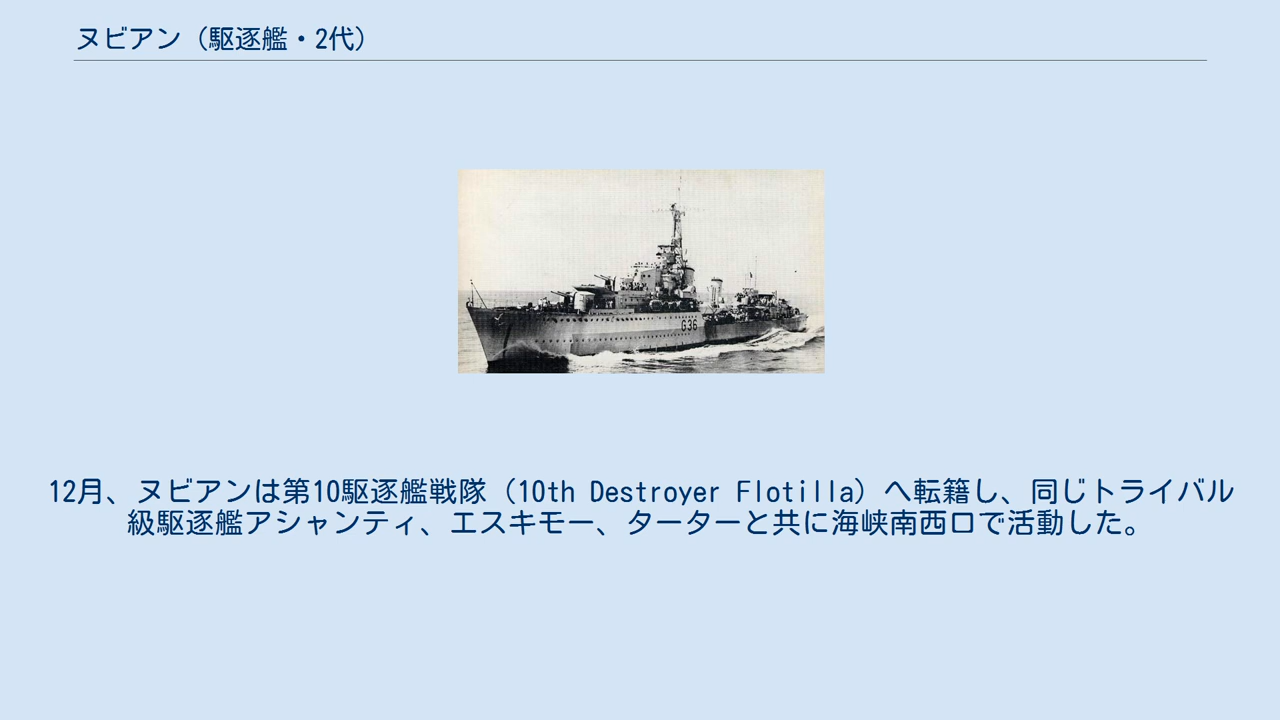 ヌビアン（駆逐艦・2代）
G36
12月、ヌビアンは第10駆逐艦戦隊（10th Destroyer Flotilla）へ転籍し、同じトライバル
級駆逐艦アシャンティ、エスキモー、ターターと共に海峡南西口で活動した。